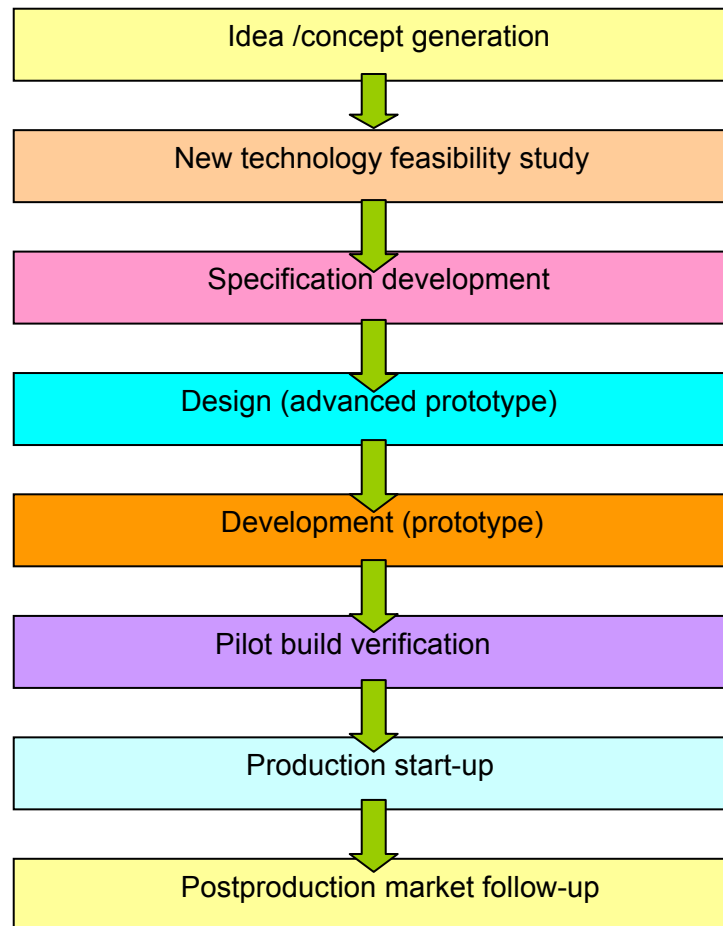 Idea /concept generation
New technology feasibility study
Specification development
Design (advanced prototype)
Development (prototype)
Pilot build verification
Production start-up
Postproduction market follow-up